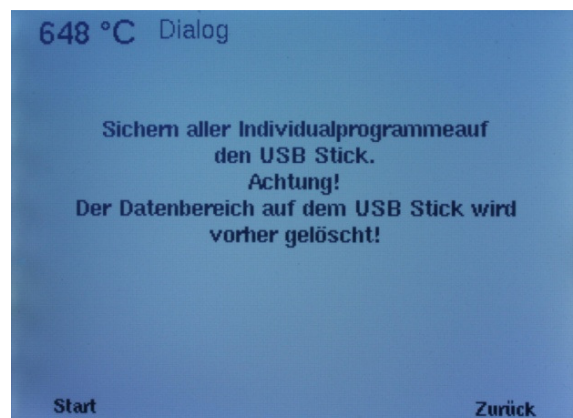 648 °C Dialog
Sichern aller Individualprogrammeauf
den USB Stick.
Achtung!
Der Datenbereich auf dem USB Stick wird
vorher gelöscht!
Start Zurück